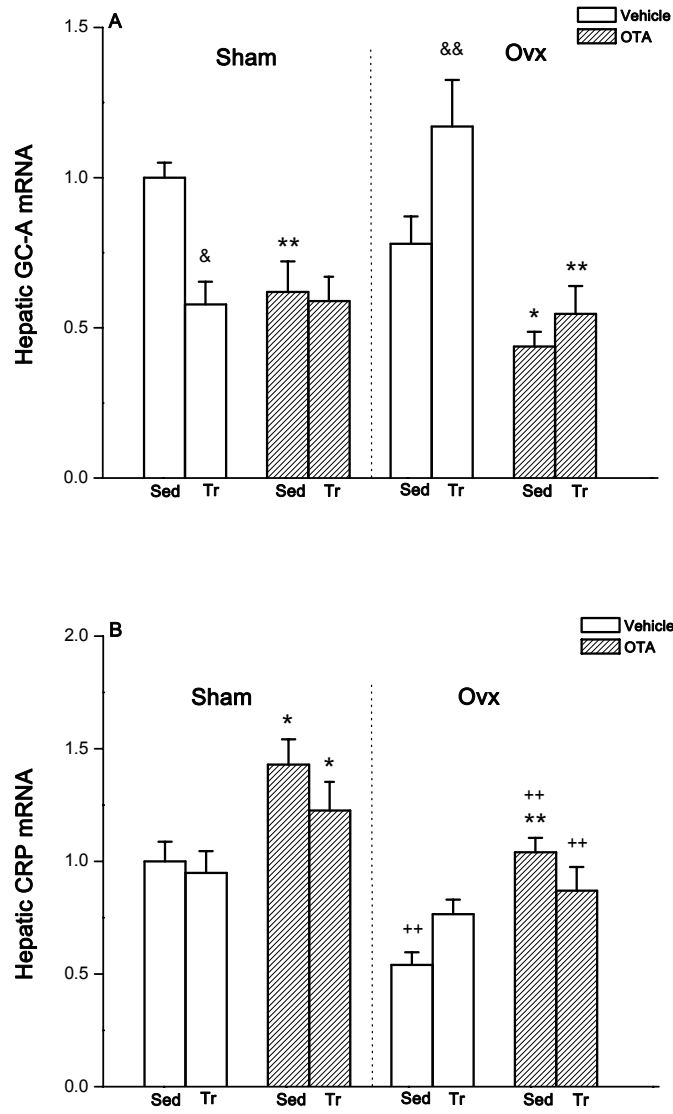 A
Vehicle
OTA
Sham
Ovx
Hepatic GC-A mRNA
1.5
1.0
0.5
0.0
&
**
&&
*
**
Sed Tr Sed Tr Sed Tr Sed Tr
B
Vehicle
OTA
Sham
Ovx
Hepatic CRP mRNA
2.0
1.5
1.0
0.5
0.0
*
*
++
++
**
++
Sed Tr Sed Tr Sed Tr Sed Tr